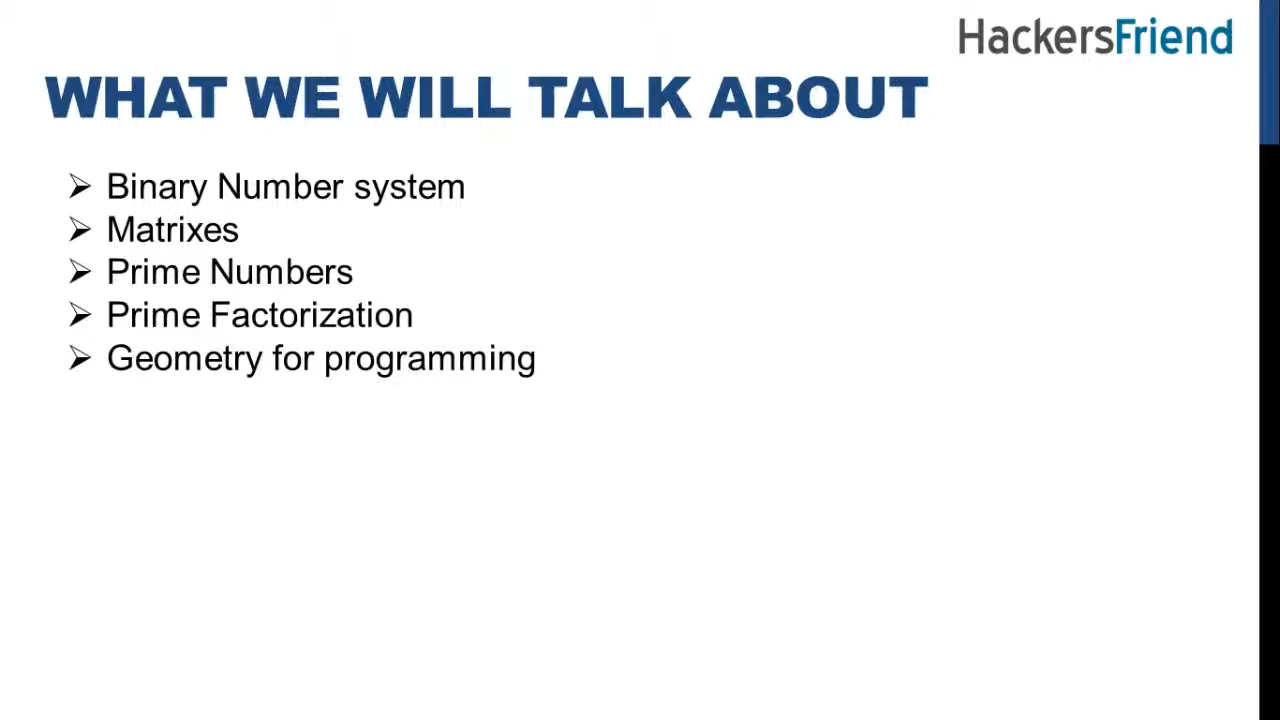 HackersFriend
WHAT WE WILL TALK ABOUT
➢ Binary Number system
➢ Matrixes
➢ Prime Numbers
➢ Prime Factorization
➢ Geometry for programming